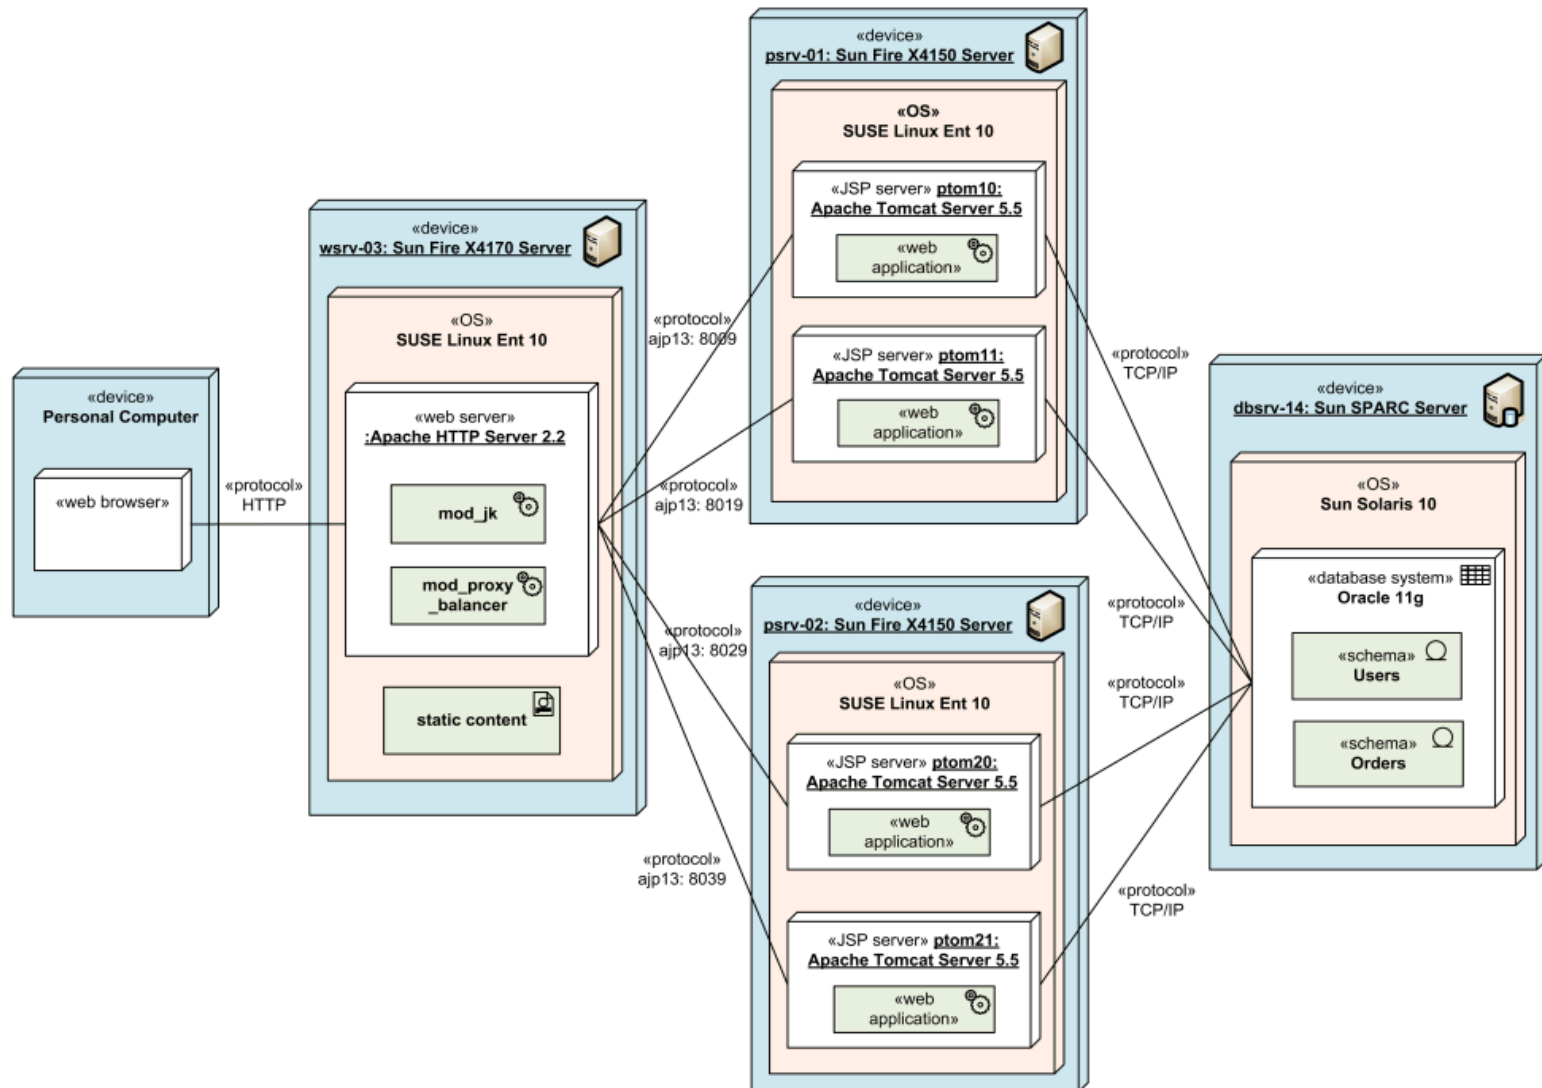 «device»
Personal Computer
«web browser»
«protocol»
HTTP
«device»
wsrv-03: Sun Fire X4170 Server
«OS»
SUSE Linux Ent 10
«web server»
:Apache HTTP Server 2.2
mod_jk
mod_proxy
_balancer
static content
«protocol»
ajp13: 8009
«protocol»
ajp13: 8019
«protocol»
ajp13: 8029
«protocol»
ajp13: 8039
«device»
psrv-01: Sun Fire X4150 Server
«OS»
SUSE Linux Ent 10
«JSP server» ptom10:
Apache Tomcat Server 5.5
«web
application»
«JSP server» ptom11:
Apache Tomcat Server 5.5
«web
application»
«device»
psrv-02: Sun Fire X4150 Server
«OS»
SUSE Linux Ent 10
«JSP server» ptom20:
Apache Tomcat Server 5.5
«web
application»
«JSP server» ptom21:
Apache Tomcat Server 5.5
«web
application»
«protocol»
TCP/IP
«protocol»
TCP/IP
«protocol»
TCP/IP
«protocol»
TCP/IP
«device»
dbsrv-14: Sun SPARC Server
«OS»
Sun Solaris 10
«database system»
Oracle 11g
«schema»
Users
«schema»
Orders